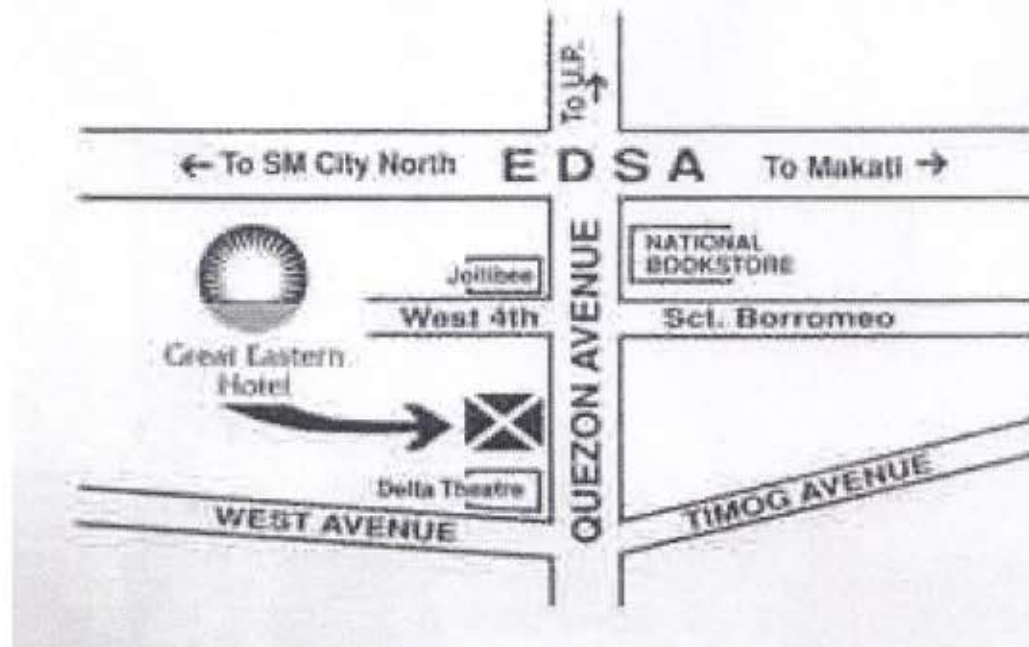 To U.P. →
← To SM City North EDSA To Makati →
NATIONAL
BOOKSTORE
Jollibee
West 4th
Sct. Borromeo
QUEZON AVENUE
Great Eastern
Hotel
Delta Theatre
WEST AVENUE
TIMOG AVENUE